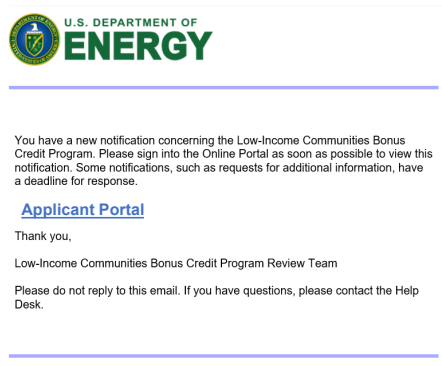 U.S. DEPARTMENT OF
ENERGY
You have a new notification concerning the Low-Income Communities Bonus
Credit Program. Please sign into the Online Portal as soon as possible to view this
notification. Some notifications, such as requests for additional information, have
a deadline for response.
Applicant Portal
Thank you,
Low-Income Communities Bonus Credit Program Review Team
Please do not reply to this email. If you have questions, please contact the Help
Desk.